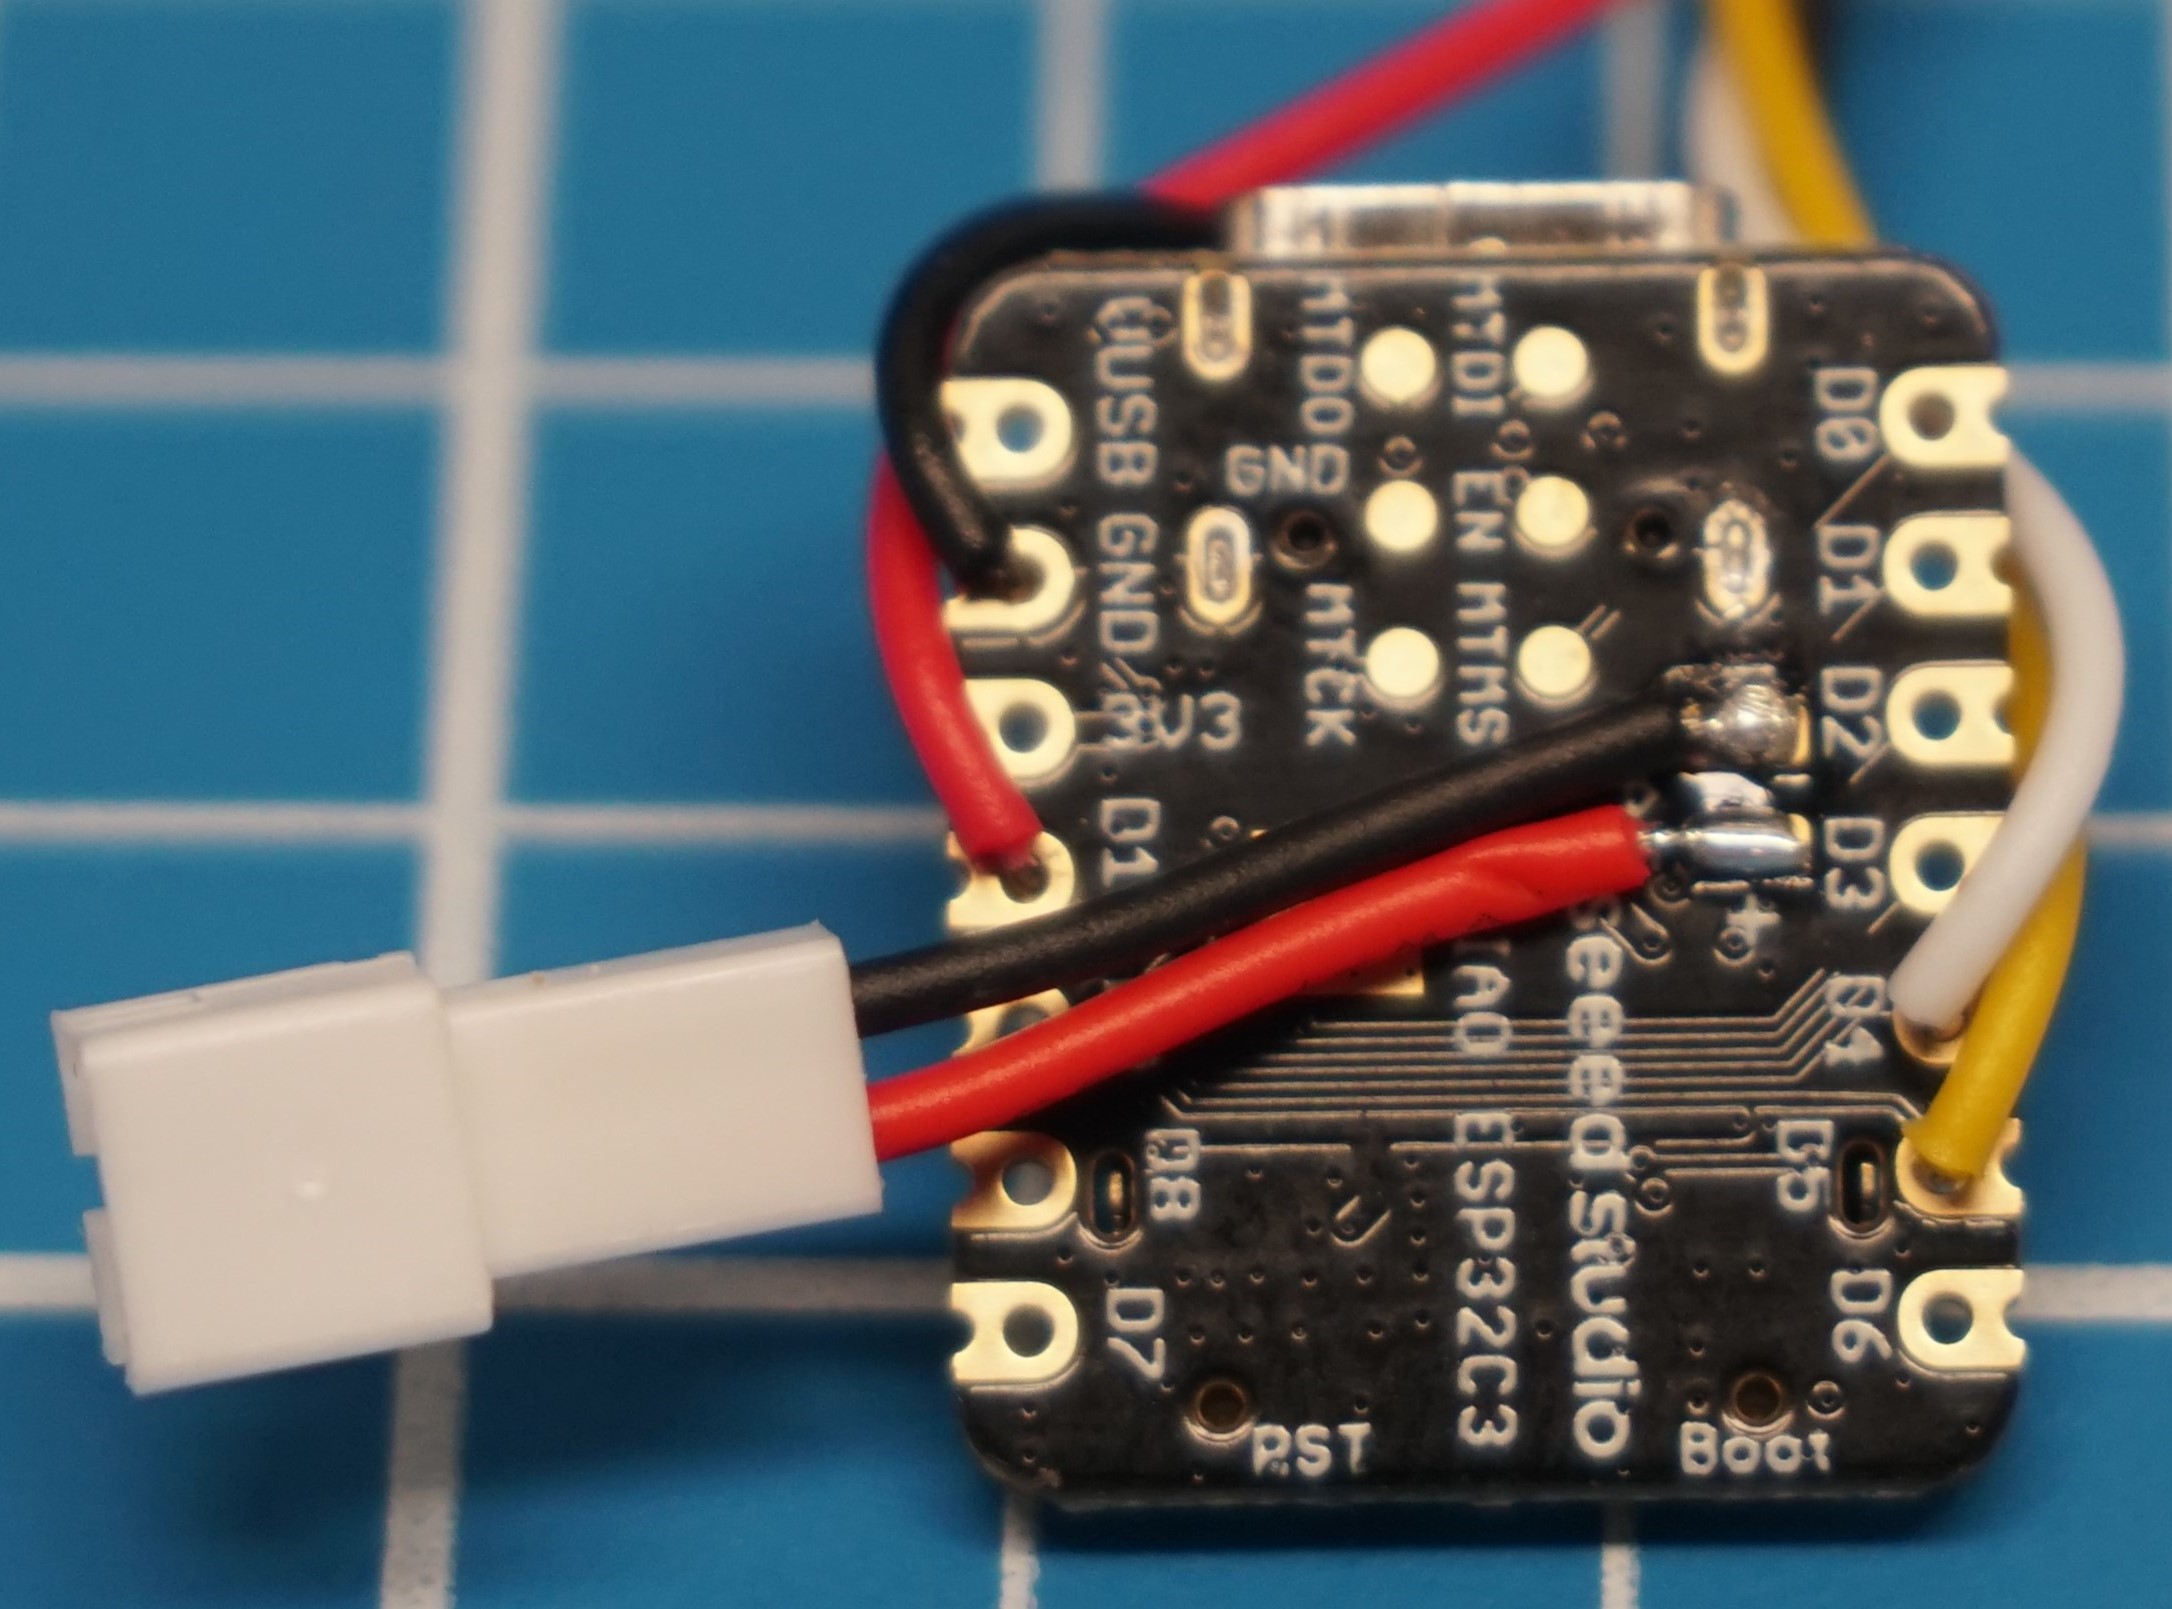 MTDO
MTDI
(USB
D0
GND
EN
GND/
D1
MTCK
MTMS
3V3
D2
D1
D3
+
D4
Seeed studio
XIAO ESP32C3
D8
D5
D7
D6
RST
Boot